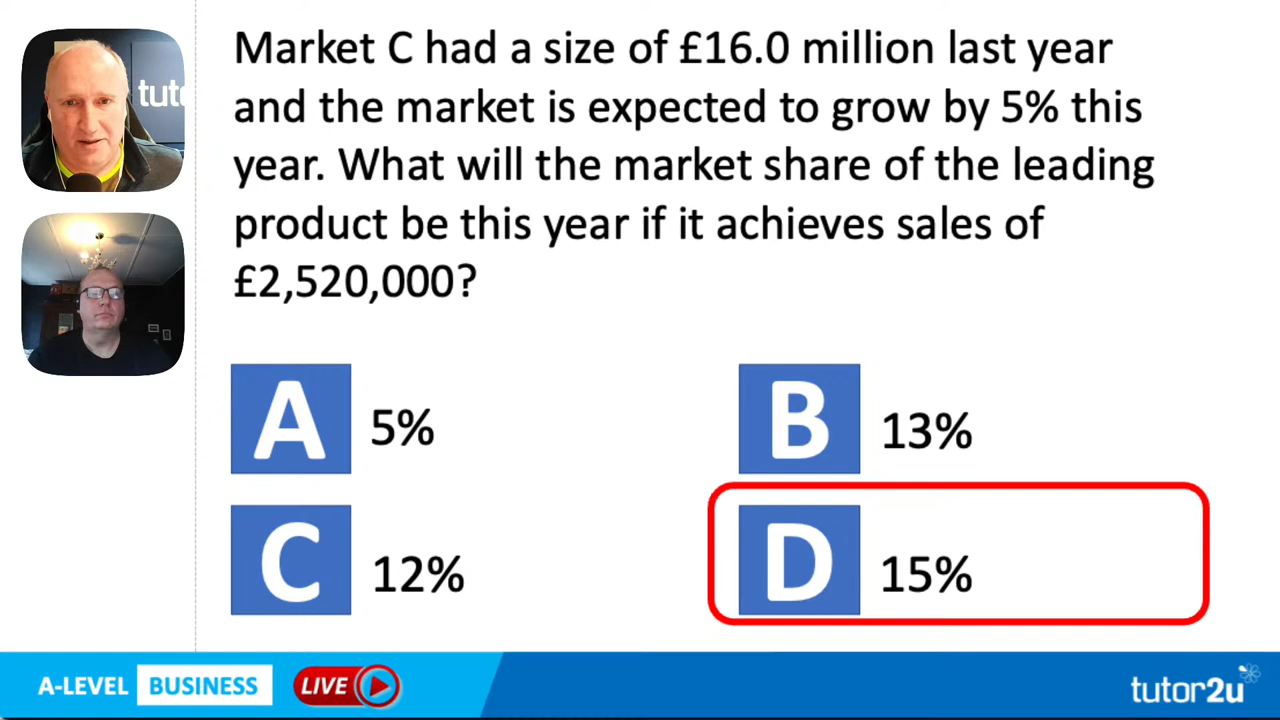 tut
Market C had a size of £16.0 million last year
and the market is expected to grow by 5% this
year. What will the market share of the leading
product be this year if it achieves sales of
£2,520,000?
A 5%
B 13%
C 12%
D 15%
A-LEVEL BUSINESS LIVE tutor2u